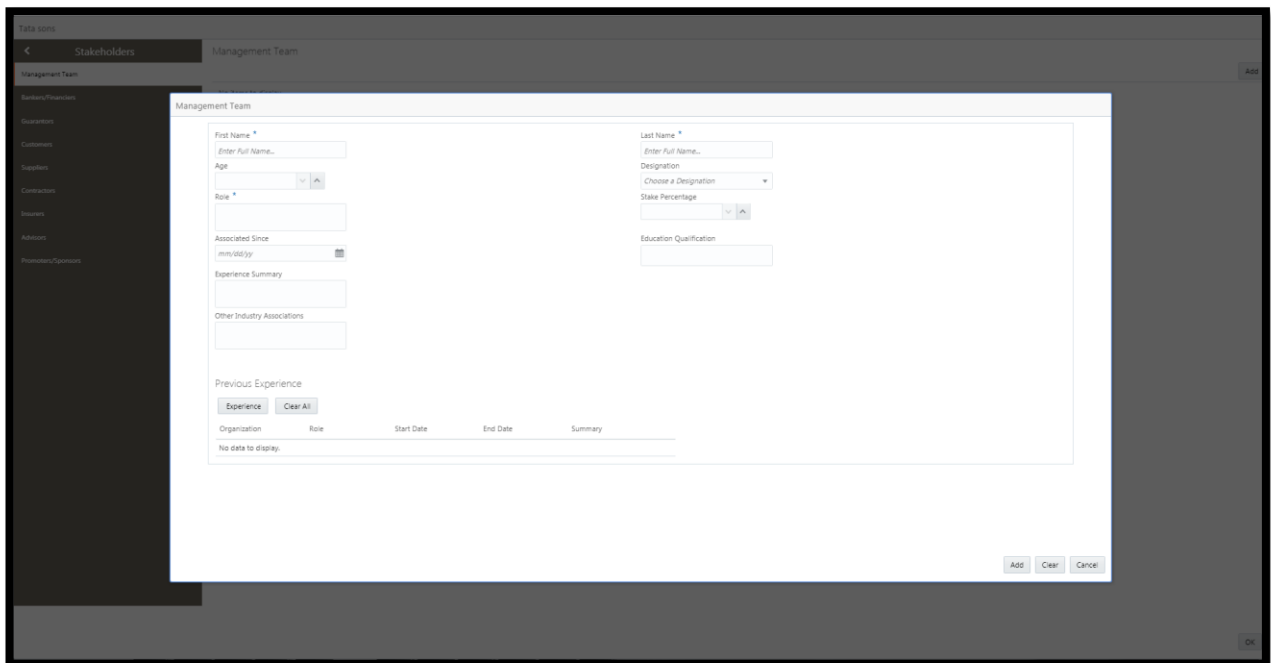 Tata sons
Stakeholders
Management Team
Add
Management Team
Bankers/Financiers
Guarantors
Customers
Suppliers
Contractors
Insurers
Advisors
Promoters/Sponsors
Management Team
First Name *
Last Name *
Enter Full Name...
Enter Full Name...
Age
Designation
Choose a Designation
Role *
Stake Percentage
Associated Since
Education Qualification
mm/dd/yy
Experience Summary
Other Industry Associations
Previous Experience
Experience Clear All
Organization Role Start Date End Date Summary
No data to display.
Add Clear Cancel
OK